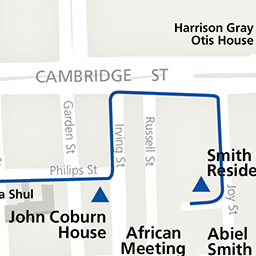 Harrison Gray
Otis House
CAMBRIDGE ST
Garden St
Irving St
Russell St
Philips St
Smith
Reside
a Shul
Joy St
John Coburn
House
African
Meeting
Abiel
Smith